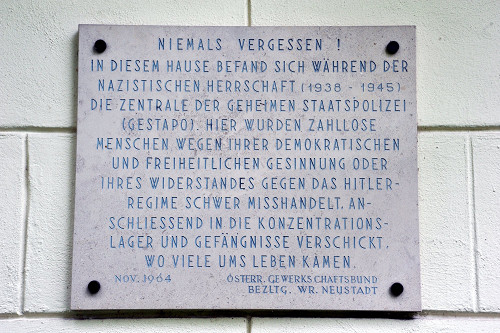 NIEMALS VERGESSEN !
IN DIESEM HAUSE BEFAND SICH WÄHREND DER
NAZISTISCHEN HERRSCHAFT (1938 - 1945)
DIE ZENTRALE DER GEHEIMEN STAATSPOLIZEI
(GESTAPO). HIER WURDEN ZAHLLOSE
MENSCHEN WEGEN IHRER DEMOKRATISCHEN
UND FREIHEITLICHEN GESINNUNG ODER
IHRES WIDERSTANDES GEGEN DAS HITLER-
REGIME SCHWER MISSHANDELT, AN-
SCHLIESSEND IN DIE KONZENTRATIONS-
LAGER UND GEFÄNGNISSE VERSCHICKT,
WO VIELE UMS LEBEN KAMEN.
NOV. 1964 ÖSTERR. GEWERKSCHAFTSBUND
BEZLTG. WR. NEUSTADT